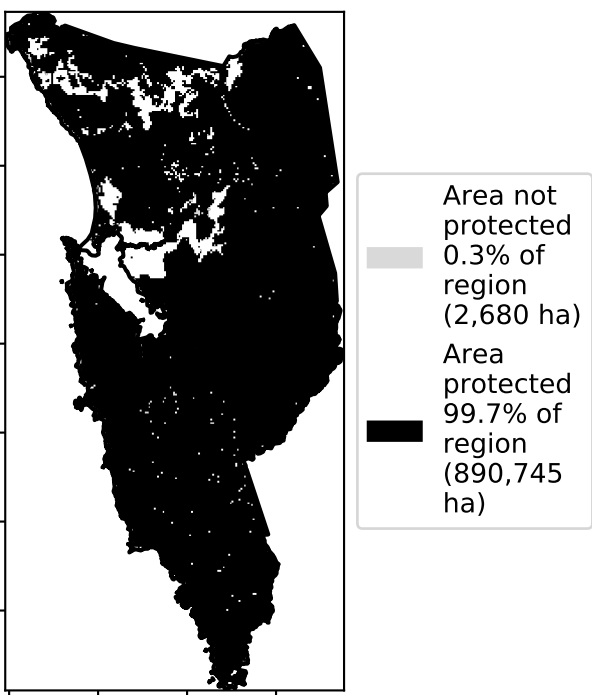 Area not
protected
0.3% of
region
(2,680 ha)
Area
protected
99.7% of
region
(890,745
ha)